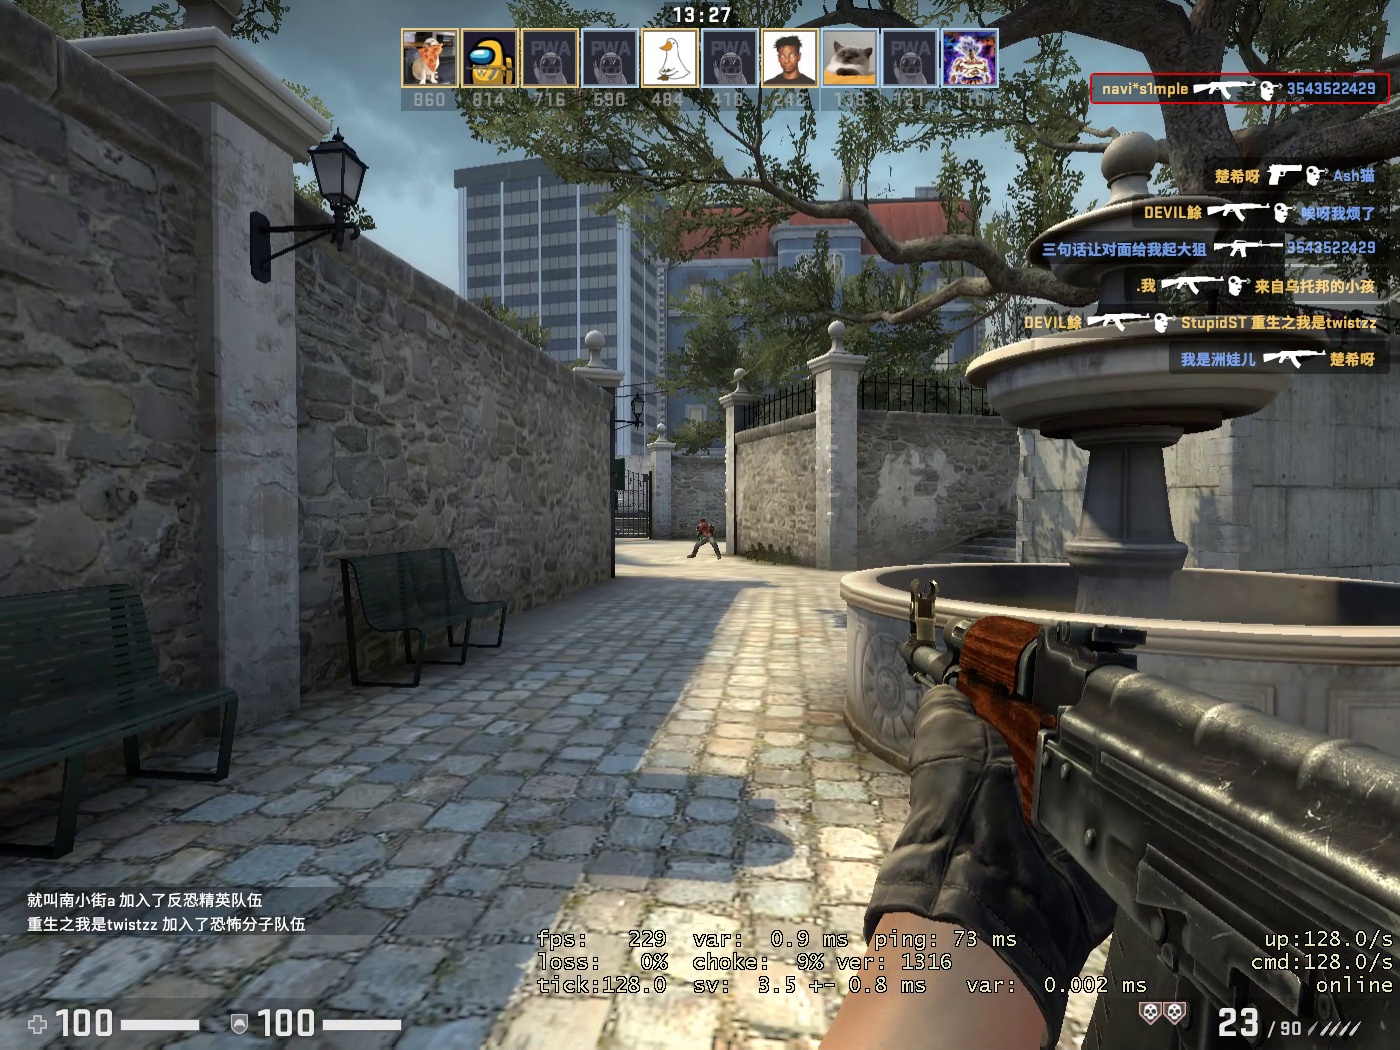 13:27
PWA PWA PWA PWA
860 814 716 590 484 418 242 138 121 110
navi*s1mple 3543522429
楚希呀 Ash猫
DEVIL鲶 唉呀我烦了
三句话让对面给我起大狙 3543522429
.我 来自乌托邦的小孩
DEVIL鲶 StupidST 重生之我是twistzz
我是洲娃儿 楚希呀
就叫南小街a 加入了反恐精英队伍
重生之我是twistzz 加入了恐怖分子队伍
fps: 229 var: 0.9 ms ping: 73 ms
loss: 0% choke: 9% ver: 1316
tick:128.0 sv: 3.5 +- 0.8 ms var: 0.002 ms
up:128.0/s
cmd:128.0/s
online
100 100
23 / 90